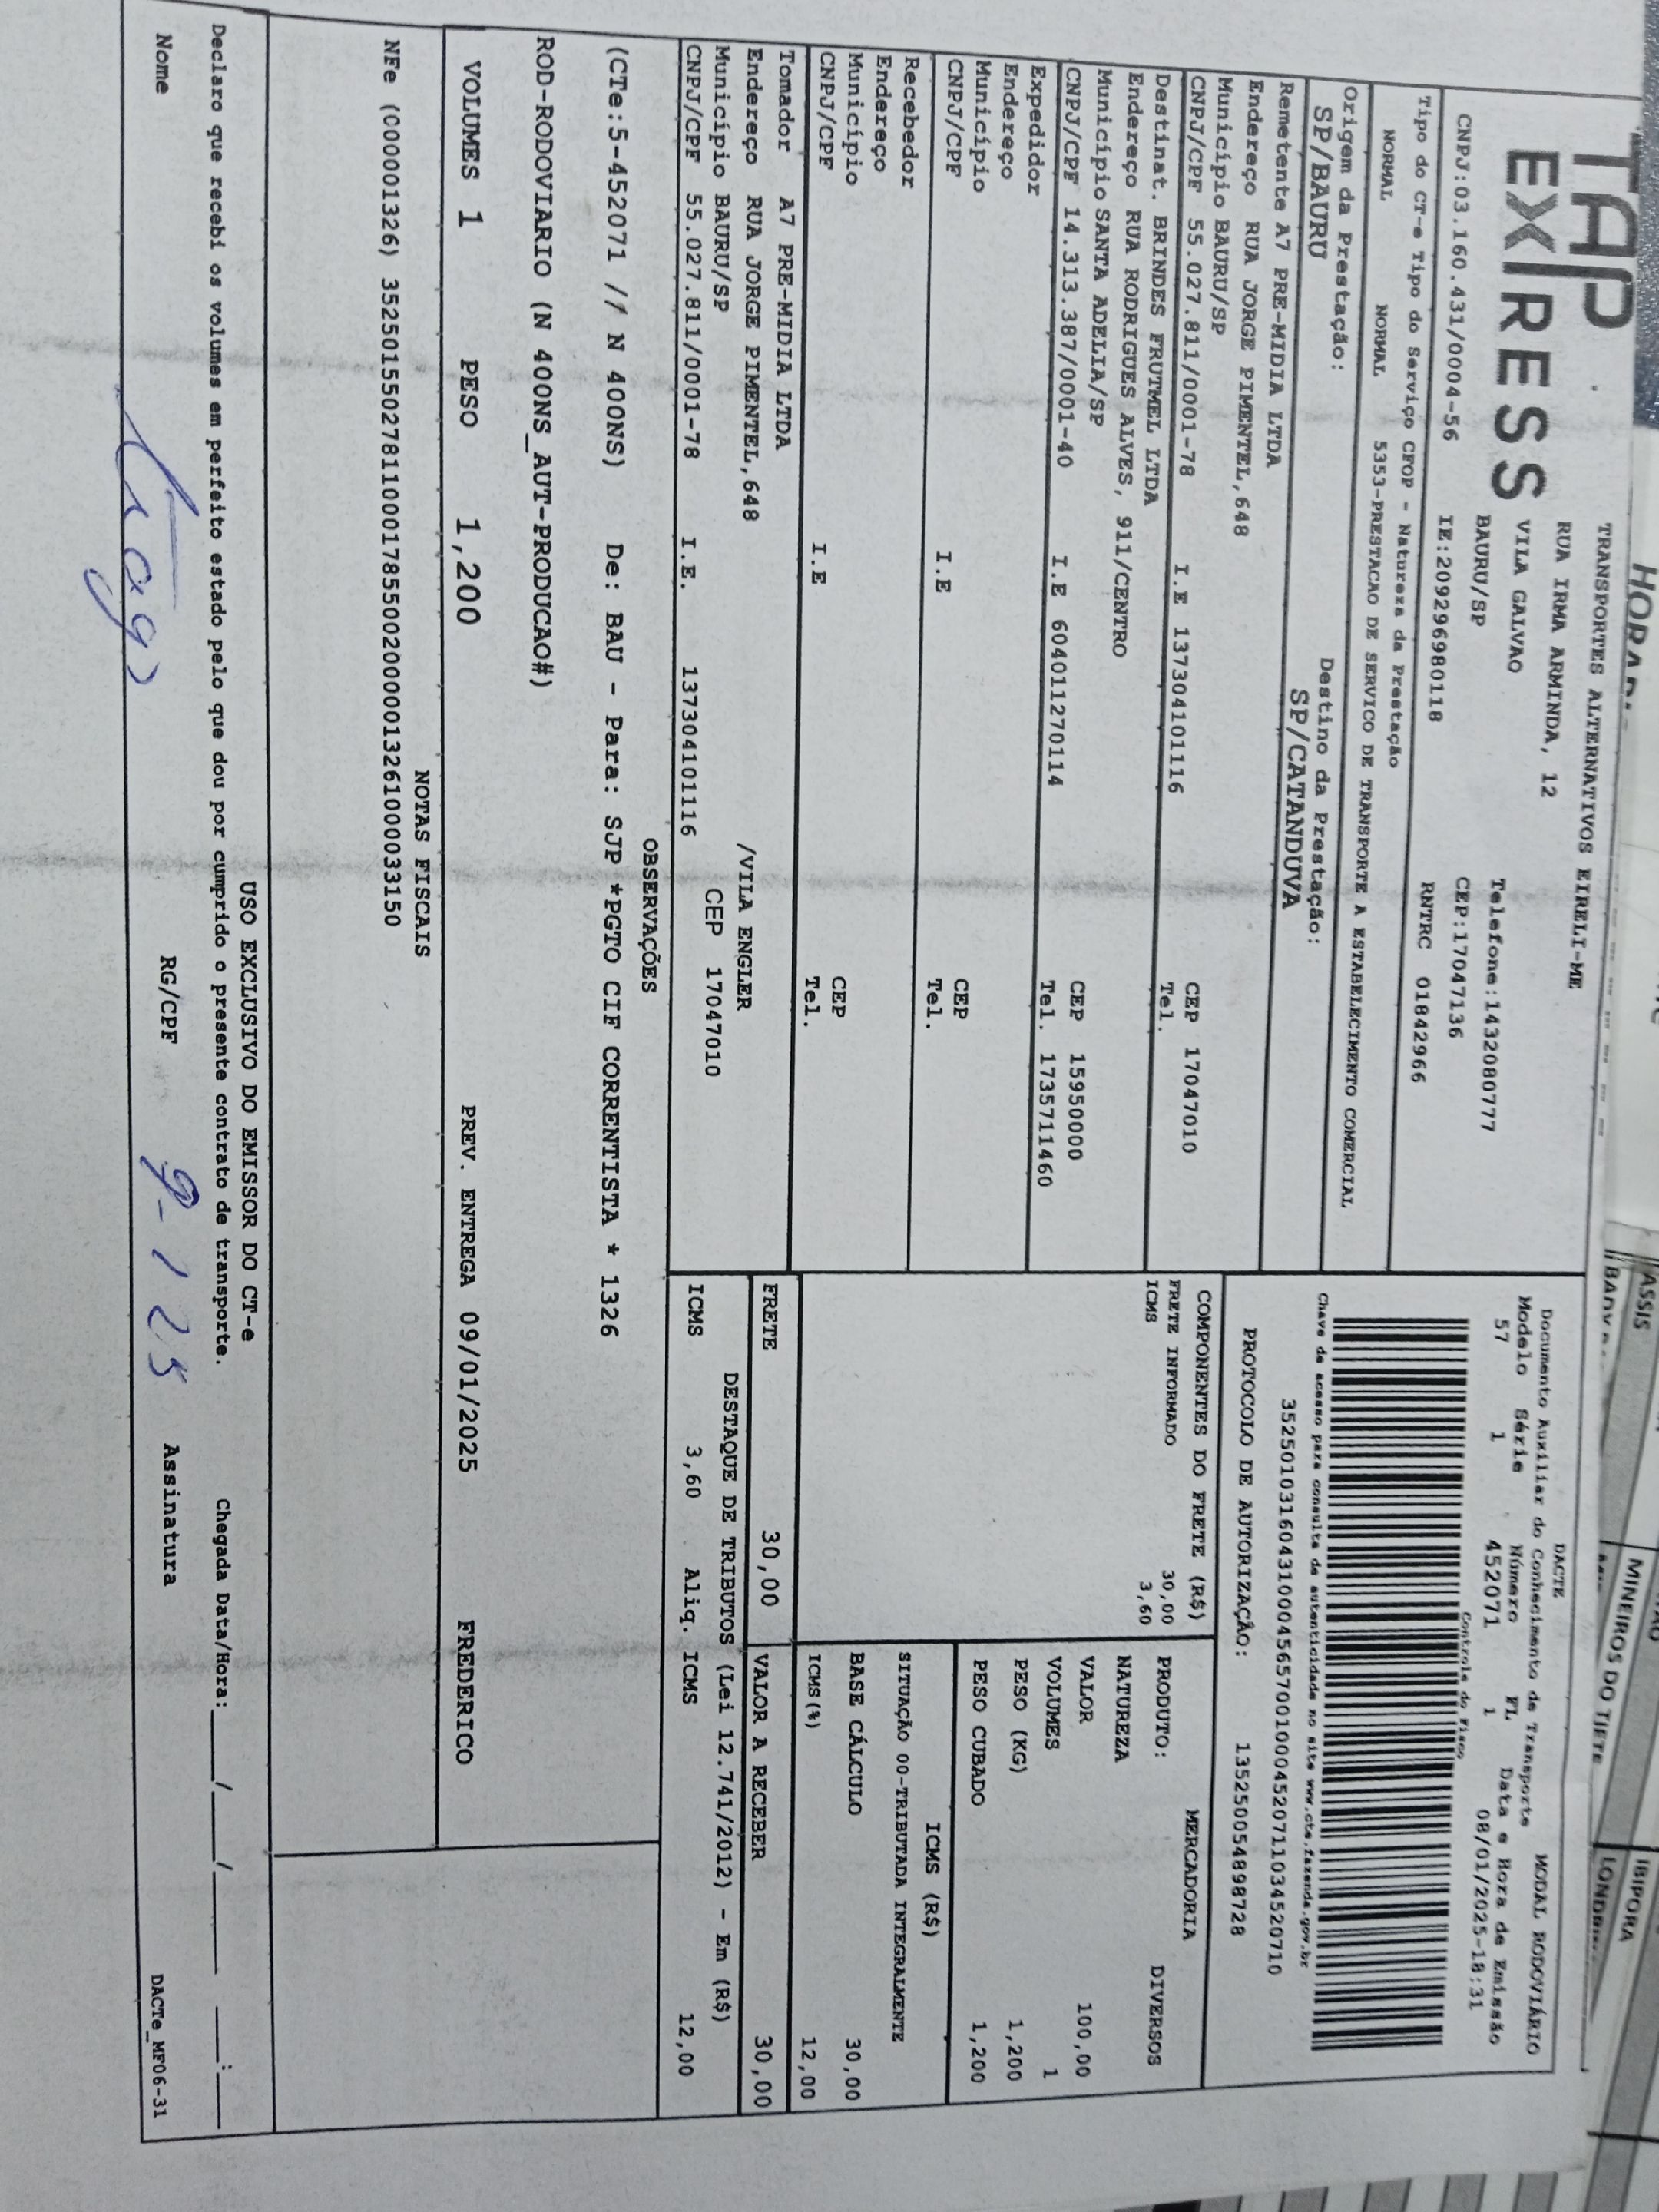 TAP
EX/RESS
TRANSPORTES ALTERNATIVOS EIRELI-ME
RUA IRMA ARMINDA, 12
VILA GALVAO
BAURU/SP
Telefone:1432080777
CEP:17047136
CNPJ:03.160.431/0004-56
IE:209296980118
RNTRC 01842966
Tipo do CT-e Tipo do Serviço CFOP - Natureza da Prestação
NORMAL NORMAL 5353-PRESTACAO DE SERVICO DE TRANSPORTE A ESTABELECIMENTO COMERCIAL
Origem da Prestação: Destino da Prestação:
SP/BAURU SP/CATANDUVA
Remetente A7 PRE-MIDIA LTDA
Endereço RUA JORGE PIMENTEL,648
Município BAURU/SP CEP 17047010
CNPJ/CPF 55.027.811/0001-78 I.E 137304101116 Tel.
Destinat. BRINDES FRUTMEL LTDA
Endereço RUA RODRIGUES ALVES, 911/CENTRO
Município SANTA ADELIA/SP CEP 15950000
CNPJ/CPF 14.313.387/0001-40 I.E 604011270114 Tel. 1735711460
Expedidor
Endereço
Município CEP
CNPJ/CPF I.E Tel.
Recebedor
Endereço
Município CEP
CNPJ/CPF I.E Tel.
Tomador A7 PRE-MIDIA LTDA
Endereço RUA JORGE PIMENTEL,648 /VILA ENGLER
Município BAURU/SP CEP 17047010
CNPJ/CPF 55.027.811/0001-78 I.E. 137304101116
DACTE
Documento Auxiliar do Conhecimento de Transporte MODAL RODOVIÁRIO
Modelo Série Número FL Data e Hora de Emissão
57 1 452071 1 08/01/2025-18:31
Controle do Fisco
Chave de acesso para consulta de autenticidade no site www.cte.fazenda.gov.br
35250103160431000456570010004520711034520710
PROTOCOLO DE AUTORIZAÇÃO: 135250054898728
COMPONENTES DO FRETE (R$)
FRETE INFORMADO 30,00
ICMS 3,60
MERCADORIA
PRODUTO: DIVERSOS
NATUREZA
VALOR 100,00
VOLUMES 1
PESO (KG) 1,200
PESO CUBADO 1,200
ICMS (R$)
SITUAÇÃO 00-TRIBUTADA INTEGRALMENTE
BASE CÁLCULO 30,00
ICMS(%) 12,00
FRETE 30,00 VALOR A RECEBER 30,00
DESTAQUE DE TRIBUTOS (Lei 12.741/2012) - Em (R$)
ICMS 3,60 Aliq. ICMS 12,00
OBSERVAÇÕES
(CTe:5-452071 // N 400NS) De: BAU - Para: SJP *PGTO CIF CORRENTISTA * 1326
ROD-RODOVIARIO (N 400NS_AUT-PRODUCAO#)
VOLUMES 1 PESO 1,200 PREV. ENTREGA 09/01/2025 FREDERICO
NOTAS FISCAIS
NFe (000001326) 35250155027811000178550020000013261000033150
USO EXCLUSIVO DO EMISSOR DO CT-e
Declaro que recebi os volumes em perfeito estado pelo que dou por cumprido o presente contrato de transporte. Chegada Data/Hora:____/____/______ ___:____
Nome RG/CPF 9-1 25 Assinatura
DACTe_MF06-31
ASSIS
MINEIROS DO TIETE
IBIPORA